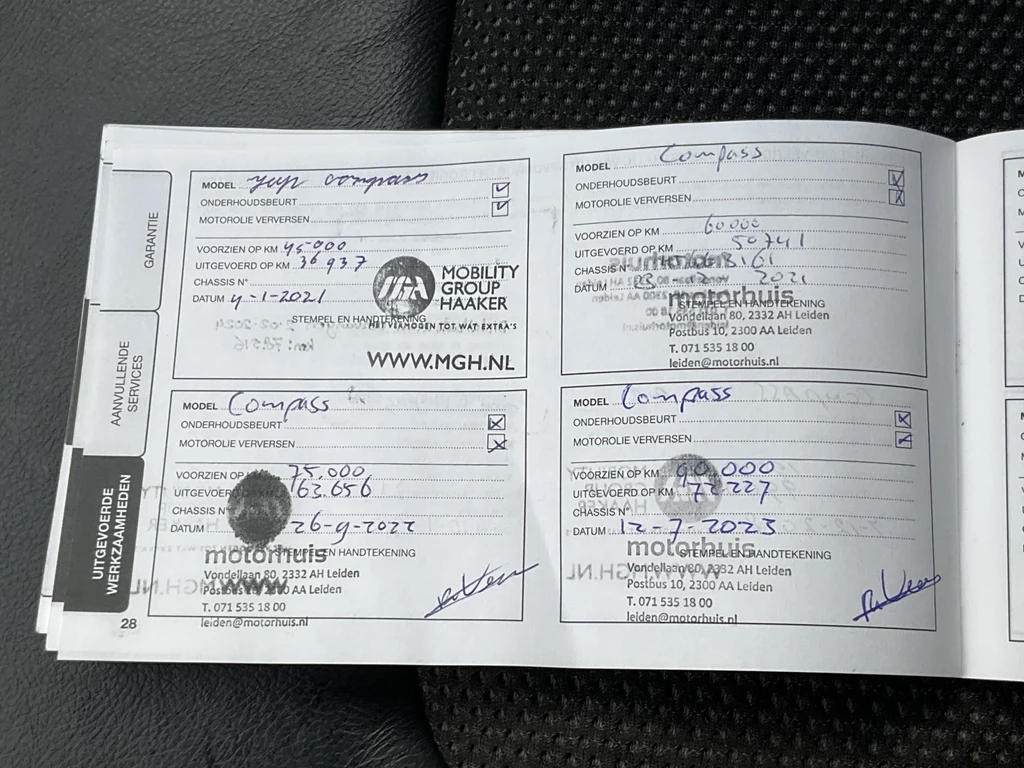 GARANTIE
AANVULLENDE
SERVICES
UITGEVOERDE
WERKZAAMHEDEN
28
MODEL jeep compass
ONDERHOUDSBEURT
MOTOROLIE VERVERSEN
VOORZIEN OP KM 45-000
UITGEVOERD OP KM 36937
CHASSIS N°
DATUM 4-1-2021
STEMPEL EN HANDTEKENING
MOBILITY
GROUP
HAAKER
HET VERMOGEN TOT WAT EXTRA'S
WWW.MGH.NL
MODEL Compass
ONDERHOUDSBEURT
MOTOROLIE VERVERSEN
VOORZIEN OP KM 60000
UITGEVOERD OP KM 50741
CHASSIS N°
DATUM 2021
STEMPEL EN HANDTEKENING
motorhuis
Vondellaan 80, 2332 AH Leiden
Postbus 10, 2300 AA Leiden
T. 071 535 18 00
leiden@motorhuis.nl
MODEL Compass
ONDERHOUDSBEURT
MOTOROLIE VERVERSEN
VOORZIEN OP 75.000
UITGEVOERD 63.656
CHASSIS N°
DATUM 26-9-2022
STEMPEL EN HANDTEKENING
motorhuis
Vondellaan 80, 2332 AH Leiden
Postbus 10, 2300 AA Leiden
T. 071 535 18 00
leiden@motorhuis.nl
MODEL Compass
ONDERHOUDSBEURT
MOTOROLIE VERVERSEN
VOORZIEN OP KM 90.000
UITGEVOERD OP KM 72227
CHASSIS N°
DATUM 12-7-2023
STEMPEL EN HANDTEKENING
motorhuis
Vondellaan 80, 2332 AH Leiden
Postbus 10, 2300 AA Leiden
T. 071 535 18 00
leiden@motorhuis.nl